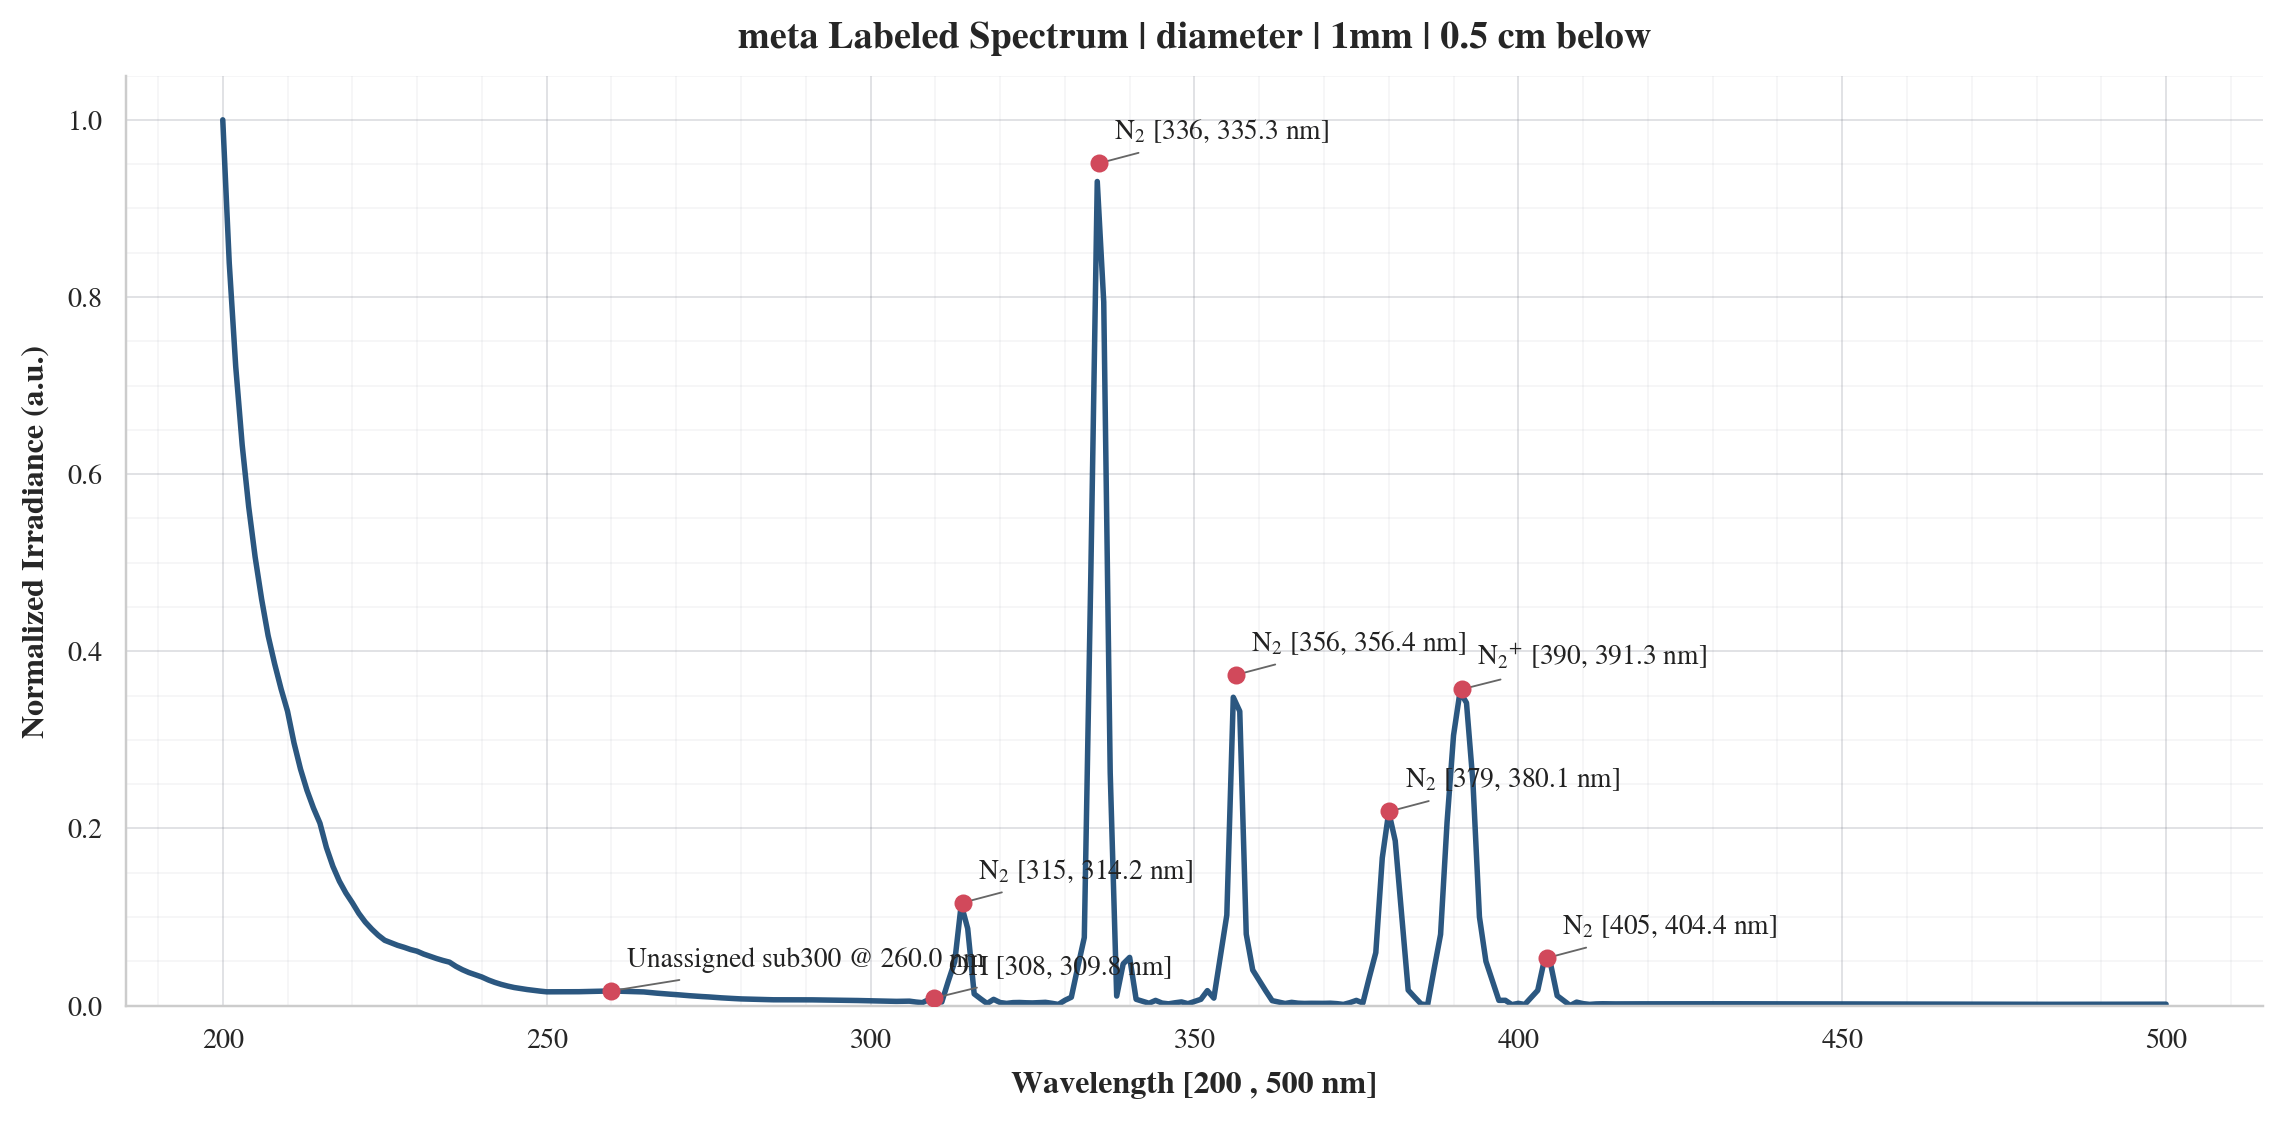 meta Labeled Spectrum | diameter | 1mm | 0.5 cm below
Normalized Irradiance (a.u.)
1.0
0.8
0.6
0.4
0.2
0.0
N₂ [336, 335.3 nm]
N₂ [356, 356.4 nm]
N₂⁺ [390, 391.3 nm]
N₂ [379, 380.1 nm]
N₂ [315, 314.2 nm]
N₂ [405, 404.4 nm]
Unassigned sub300 @ 260.0 nm
OH [308, 309.8 nm]
200 250 300 350 400 450 500
Wavelength [200 , 500 nm]